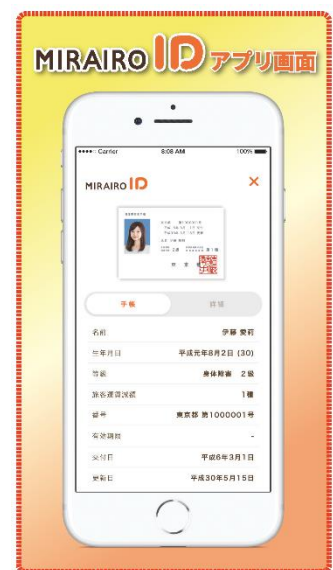 MIRAIRO ID アプリ画面
Carrier 8:08 AM 100%
MIRAIRO ID ×
手帳 詳細
名前 伊藤 愛莉
生年月日 平成元年8月2日 (30)
等級 身体障害 2級
旅客運賃減額 1種
番号 東京都 第1000001号
有効期限 -
交付日 平成6年3月1日
更新日 平成30年5月15日